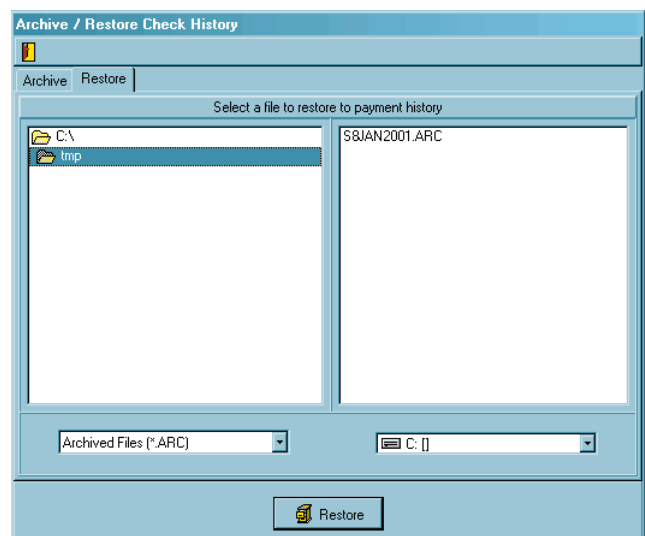 Archive / Restore Check History
Archive Restore
Select a file to restore to payment history
C:\
tmp
S8JAN2001.ARC
Archived Files (*.ARC)
C: []
Restore